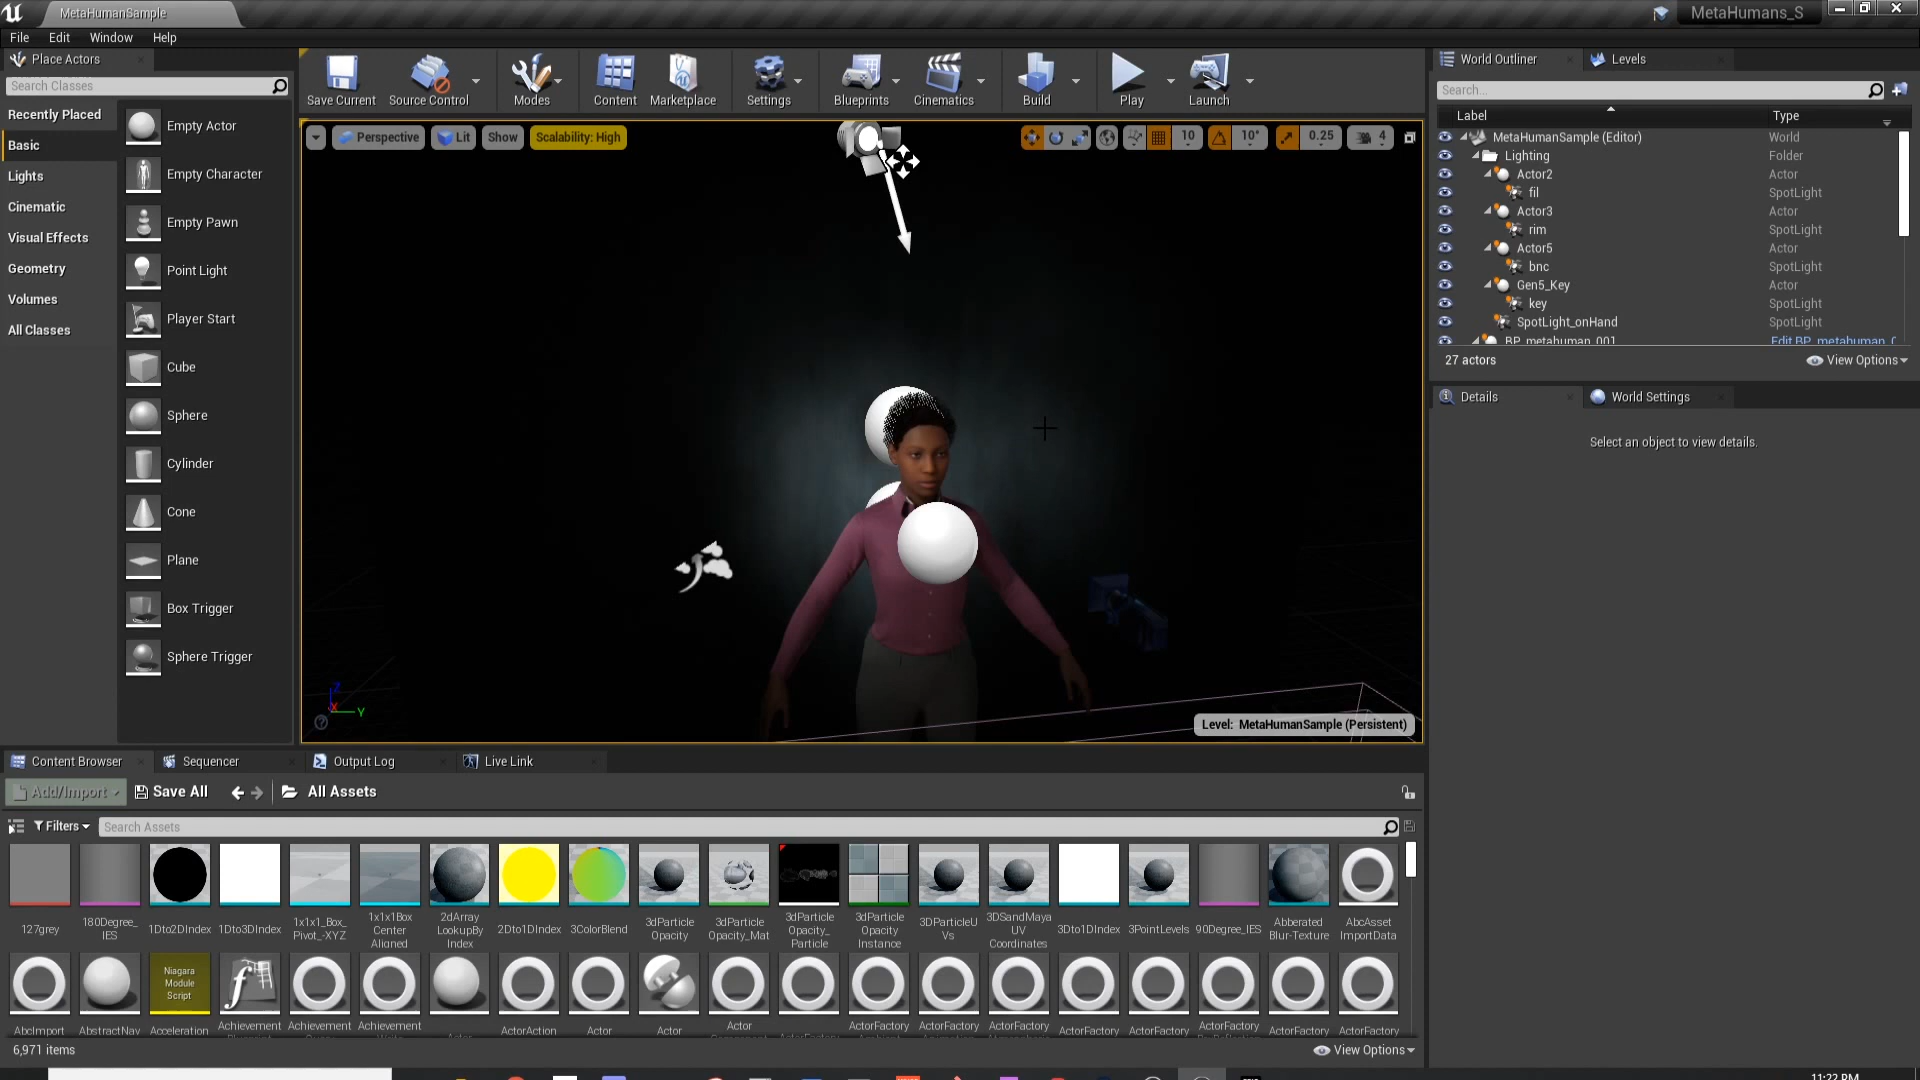 MetaHumanSample
MetaHumans_S
File Edit Window Help
Place Actors
Search Classes
Recently Placed
Basic
Lights
Cinematic
Visual Effects
Geometry
Volumes
All Classes
Empty Actor
Empty Character
Empty Pawn
Point Light
Player Start
Cube
Sphere
Cylinder
Cone
Plane
Box Trigger
Sphere Trigger
Save Current Source Control Modes Content Marketplace Settings Blueprints Cinematics Build Play Launch
Perspective Lit Show Scalability: High
10 10° 0.25 4
Z
X
Y
Level: MetaHumanSample (Persistent)
World Outliner Levels
Search...
Label Type
MetaHumanSample (Editor) World
Lighting Folder
Actor2 Actor
fil SpotLight
Actor3 Actor
rim SpotLight
Actor5 Actor
bnc SpotLight
Gen5_Key Actor
key SpotLight
SpotLight_onHand SpotLight
BP_metahuman_001 Edit BP_metahuman_
27 actors View Options
Details World Settings
Select an object to view details.
Content Browser Sequencer Output Log Live Link
Add/Import Save All All Assets
Filters Search Assets
127grey
180Degree_
IES
1Dto2DIndex
1Dto3DIndex
1x1x1_Box_
Pivot_-XYZ
1x1x1Box
Center
Aligned
2dArray
LookupBy
Index
2Dto1DIndex
3ColorBlend
3dParticle
Opacity
3dParticle
Opacity_Mat
3dParticle
Opacity_
Particle
3dParticle
Opacity
Instance
3DParticleU
Vs
3DSandMaya
UV
Coordinates
3Dto1DIndex
3PointLevels
90Degree_IES
Abberated
Blur-Texture
AbcAsset
ImportData
Niagara
Module
Script
AbcImport
AbstractNav
Acceleration
Achievement
Achievement
Achievement
ActorAction
Actor
Actor
Actor
ActorFactory
ActorFactory
ActorFactory
ActorFactory
ActorFactory
ActorFactory
ActorFactory
ActorFactory
6,971 items View Options
11:22 PM